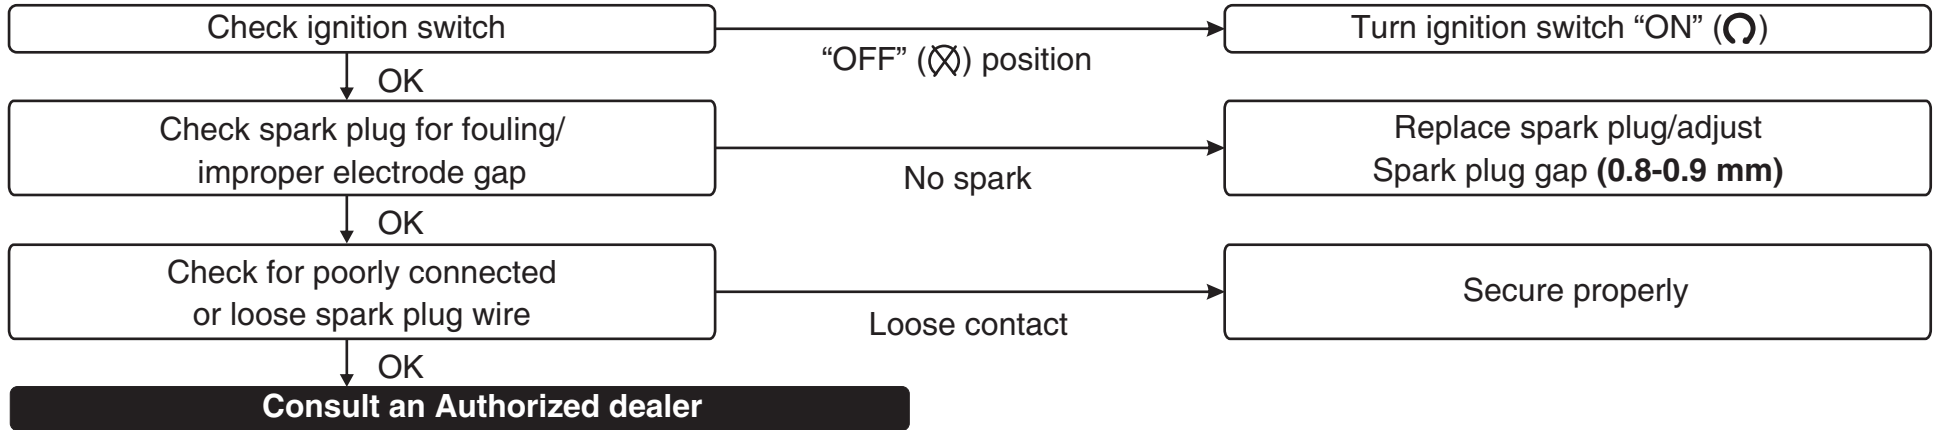 Check ignition switch
"OFF" (⨂) position
Turn ignition switch “ON” (Ω)
OK
Check spark plug for fouling/
improper electrode gap
No spark
Replace spark plug/adjust
Spark plug gap (0.8-0.9 mm)
OK
Check for poorly connected
or loose spark plug wire
Loose contact
Secure properly
OK
Consult an Authorized dealer